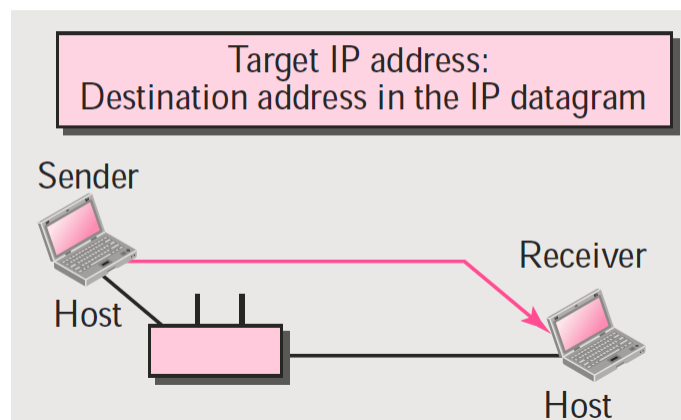 Target IP address:
Destination address in the IP datagram
Sender
Receiver
Host
Host